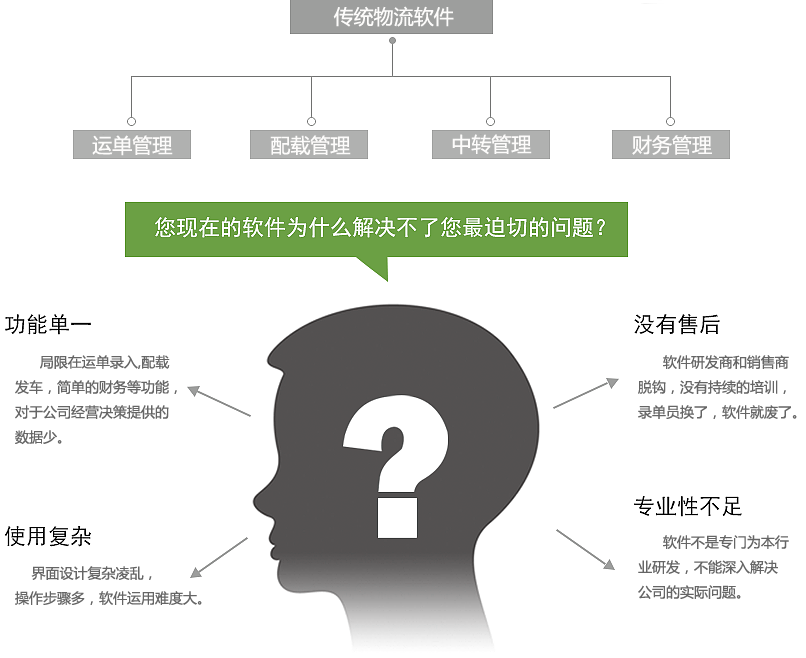 传统物流软件
运单管理
配载管理
中转管理
财务管理
您现在的软件为什么解决不了您最迫切的问题?
功能单一
局限在运单录入,配载
发车，简单的财务等功能，
对于公司经营决策提供的
数据少。
没有售后
软件研发商和销售商
脱钩，没有持续的培训，
录单员换了，软件就废了。
使用复杂
界面设计复杂凌乱，
操作步骤多，软件运用难度大。
专业性不足
软件不是专门为本行
业研发，不能深入解决
公司的实际问题。
?